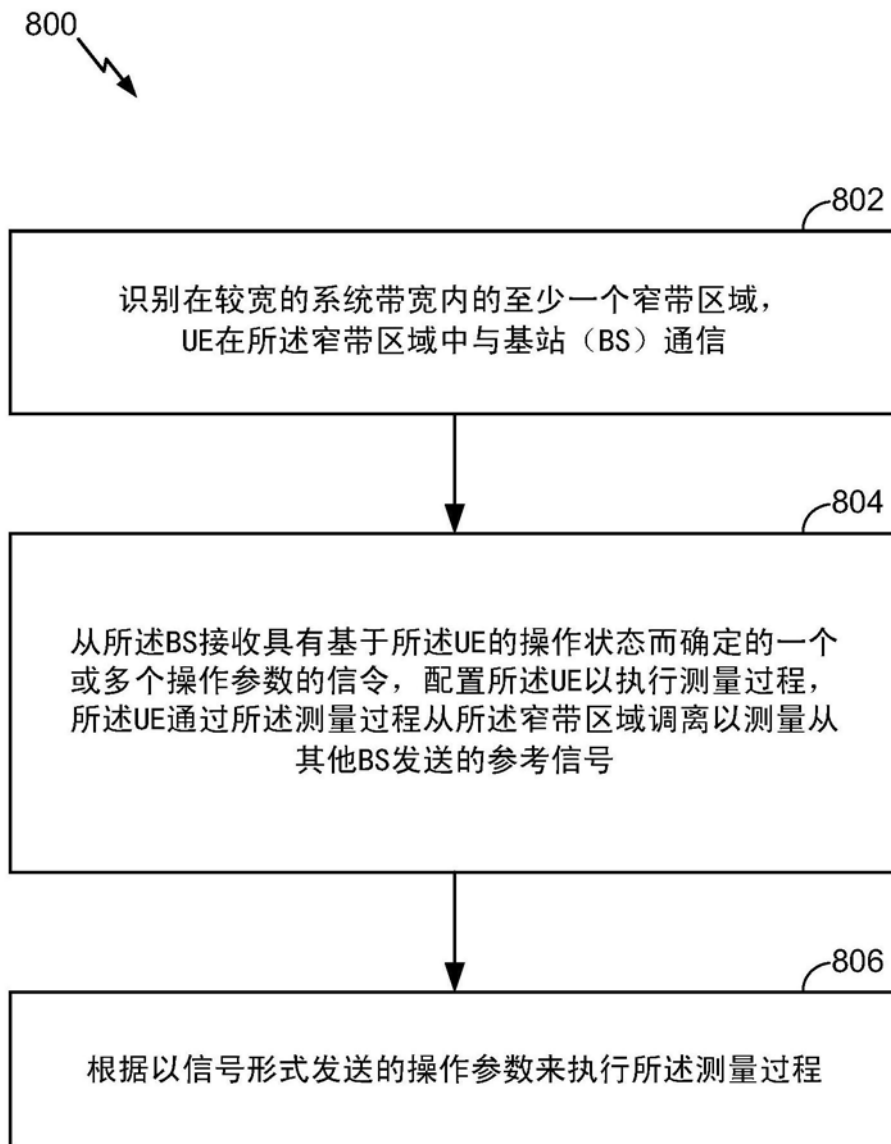 800
802
识别在较宽的系统带宽内的至少一个窄带区域，
UE在所述窄带区域中与基站（BS）通信
804
从所述BS接收具有基于所述UE的操作状态而确定的一个
或多个操作参数的信令，配置所述UE以执行测量过程，
所述UE通过所述测量过程从所述窄带区域调离以测量从
其他BS发送的参考信号
806
根据以信号形式发送的操作参数来执行所述测量过程